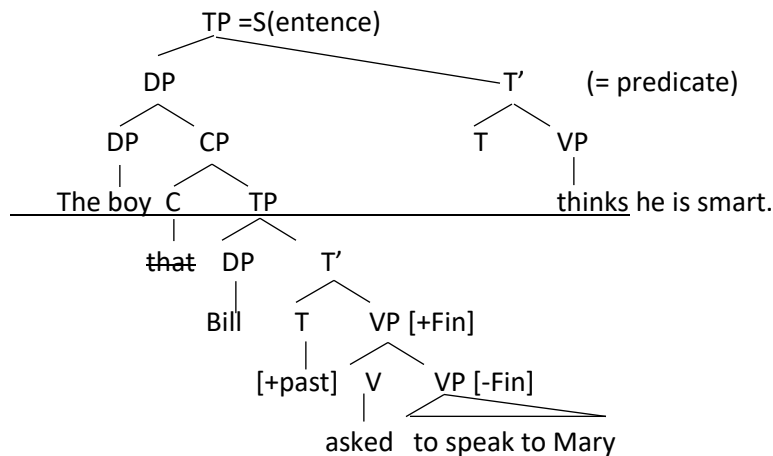 TP =S(entence)
DP T’ (= predicate)
DP CP T VP
The boy C TP thinks he is smart.
that DP T’
Bill T VP [+Fin]
[+past] V VP [-Fin]
asked to speak to Mary